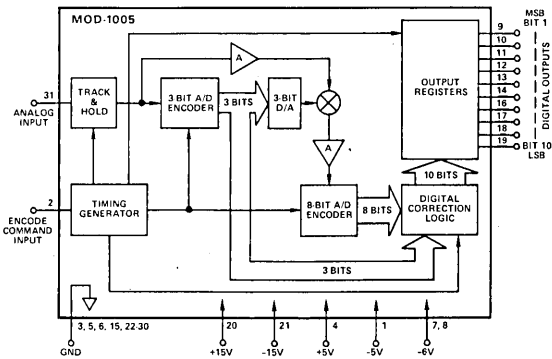 MOD-1005
9
MSB
BIT 1
10
11
12
13
14
16
17
18
19
BIT 10
LSB
DIGITAL OUTPUTS
OUTPUT
REGISTERS
A
31
ANALOG
INPUT
TRACK
&
HOLD
3 BIT A/D
ENCODER
3 BITS
3-BIT
D/A
A
10 BITS
2
ENCODE
COMMAND
INPUT
TIMING
GENERATOR
8-BIT A/D
ENCODER
8 BITS
DIGITAL
CORRECTION
LOGIC
3 BITS
3, 5, 6, 15, 22-30
20
21
4
1
7, 8
GND
+15V
-15V
+5V
-5V
-6V